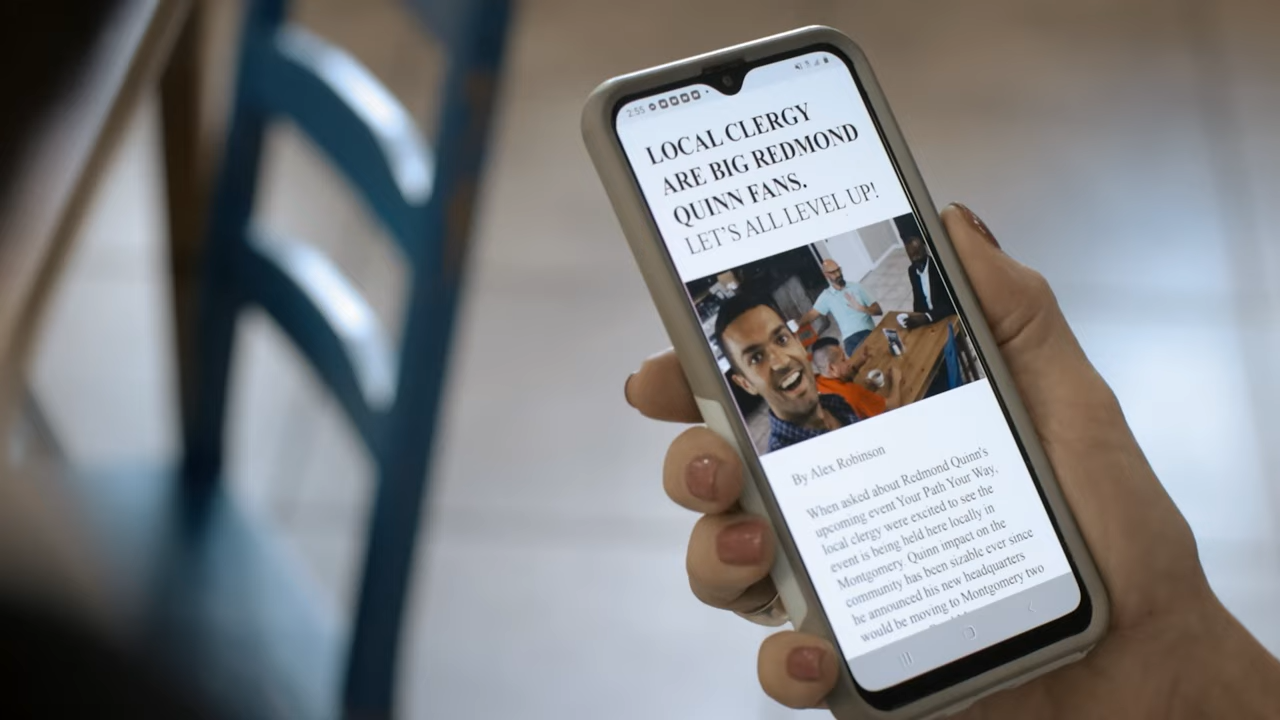 2:55
LOCAL CLERGY
ARE BIG REDMOND
QUINN FANS.
LET'S ALL LEVEL UP!
By Alex Robinson
When asked about Redmond Quinn's
upcoming event Your Path Your Way,
local clergy were excited to see the
event is being held here locally in
Montgomery. Quinn impact on the
community has been sizable ever since
he announced his new headquarters
would be moving to Montgomery two